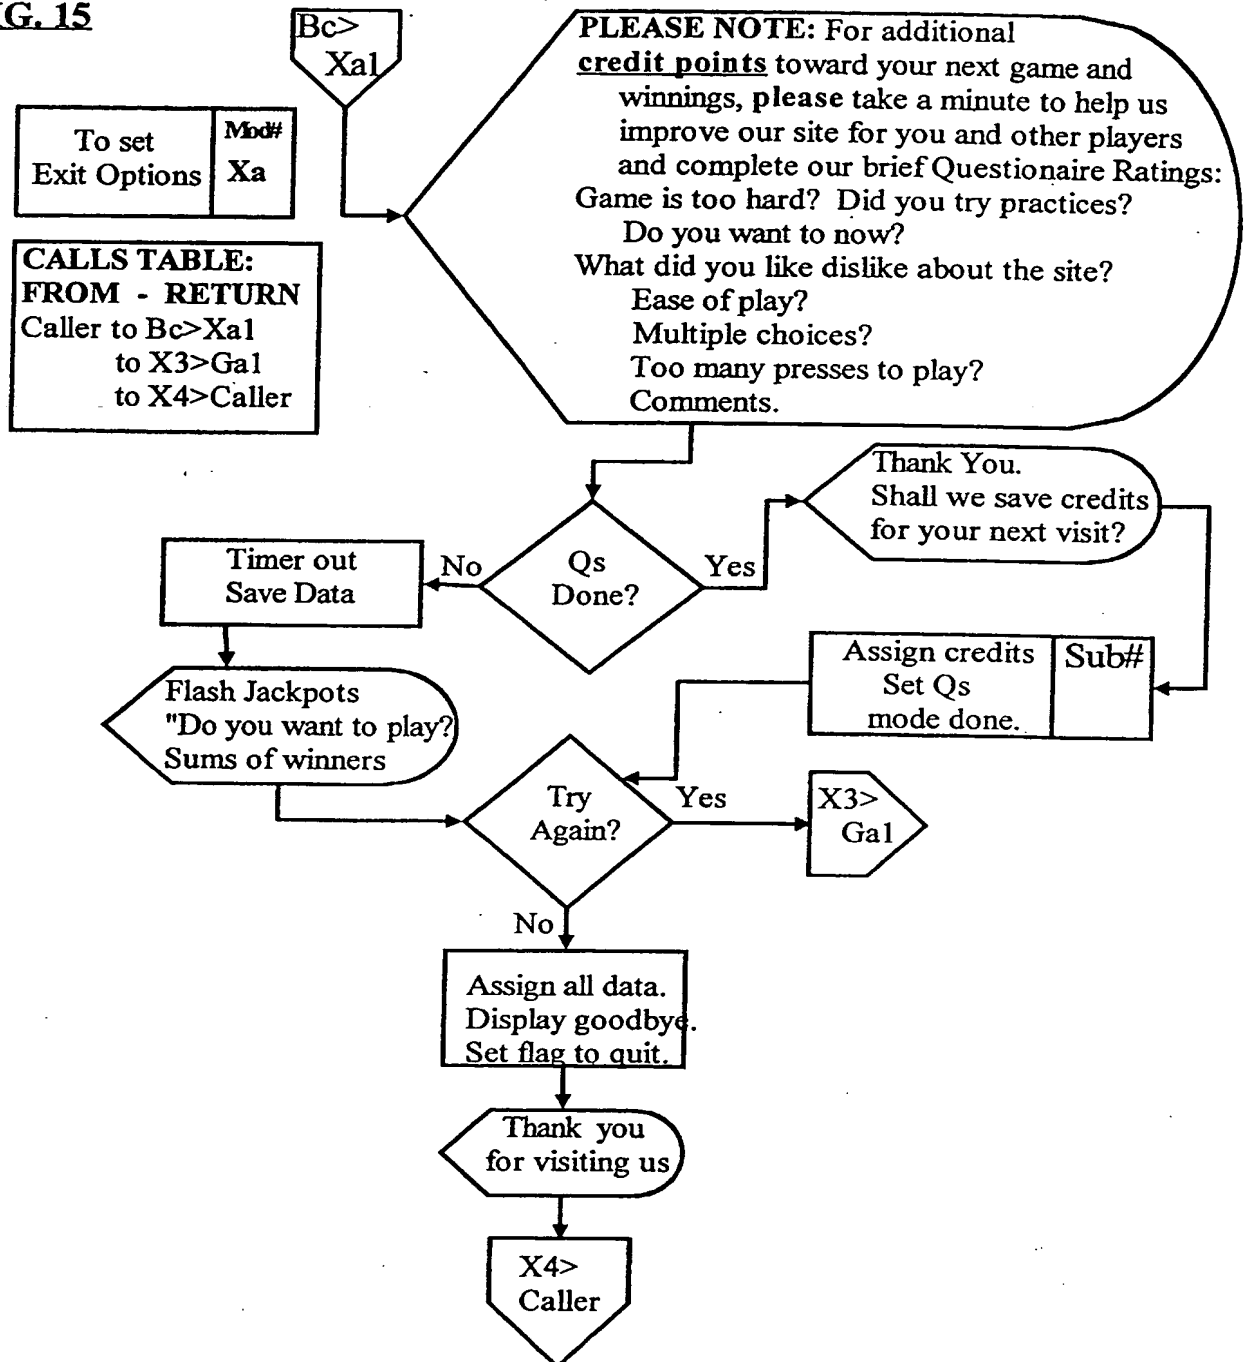 G. 15
Bc>
Xa1
To set
Exit Options
Mod#
Xa
CALLS TABLE:
FROM - RETURN
Caller to Bc>Xa1
to X3>Ga1
to X4>Caller
PLEASE NOTE: For additional
credit points toward your next game and
winnings, please take a minute to help us
improve our site for you and other players
and complete our brief Questionaire Ratings:
Game is too hard? Did you try practices?
Do you want to now?
What did you like dislike about the site?
Ease of play?
Multiple choices?
Too many presses to play?
Comments.
Qs
Done?
No
Yes
Thank You.
Shall we save credits
for your next visit?
Timer out
Save Data
Assign credits
Set Qs
mode done.
Sub#
Flash Jackpots
"Do you want to play?
Sums of winners
Try
Again?
Yes
X3>
Ga1
No
Assign all data.
Display goodbye.
Set flag to quit.
Thank you
for visiting us
X4>
Caller